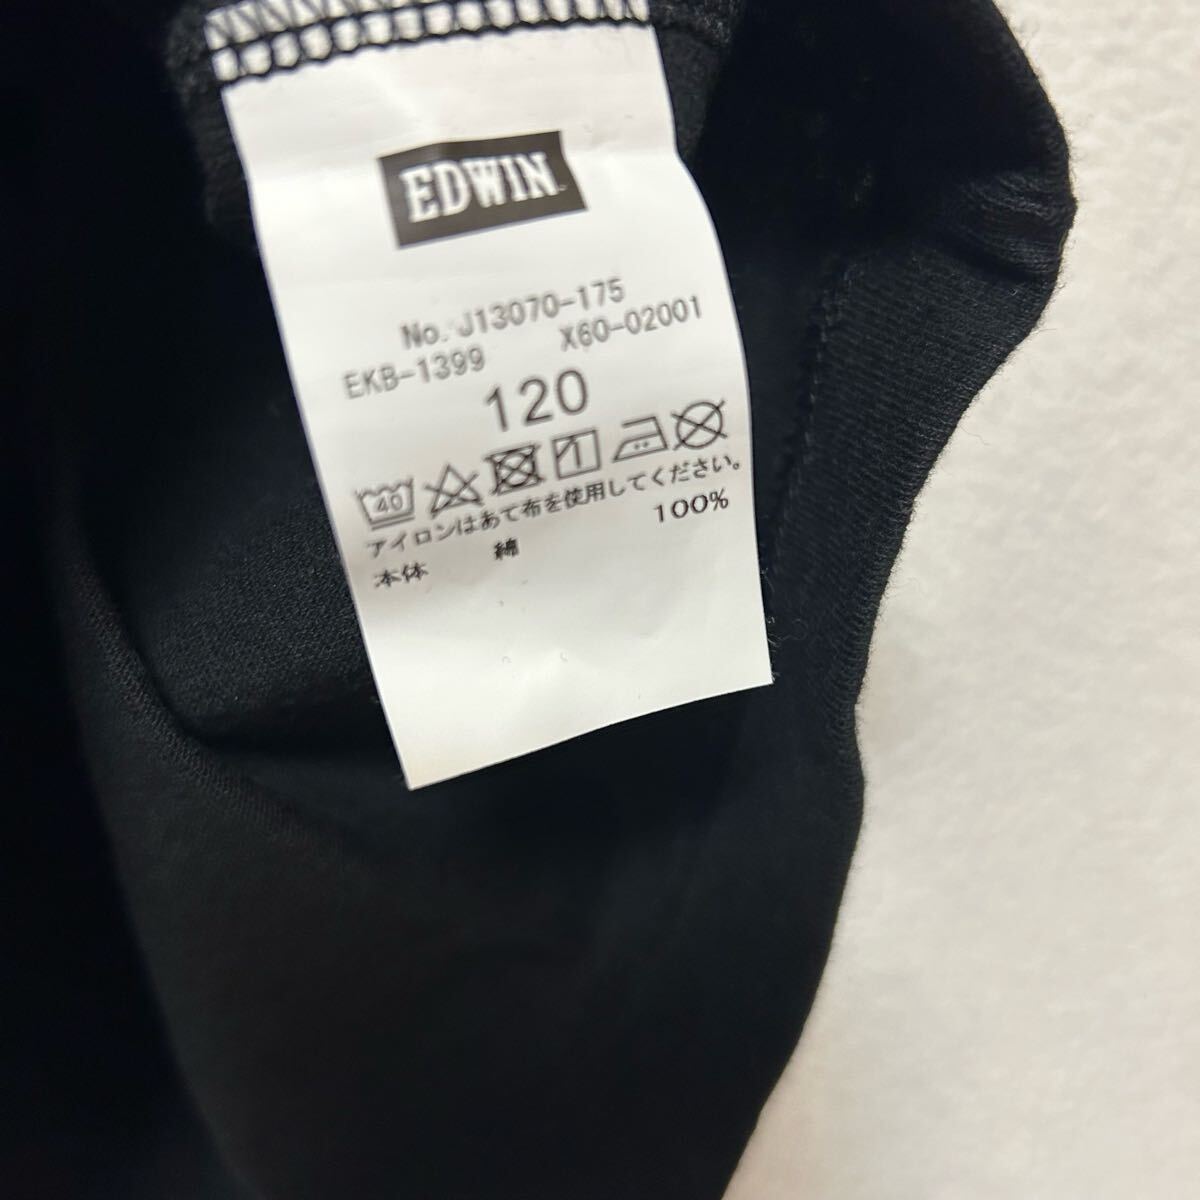 EDWIN
No. J13070-175
EKB-1399 X60-02001
120
40
アイロンはあて布を使用してください。
本体 綿 100%